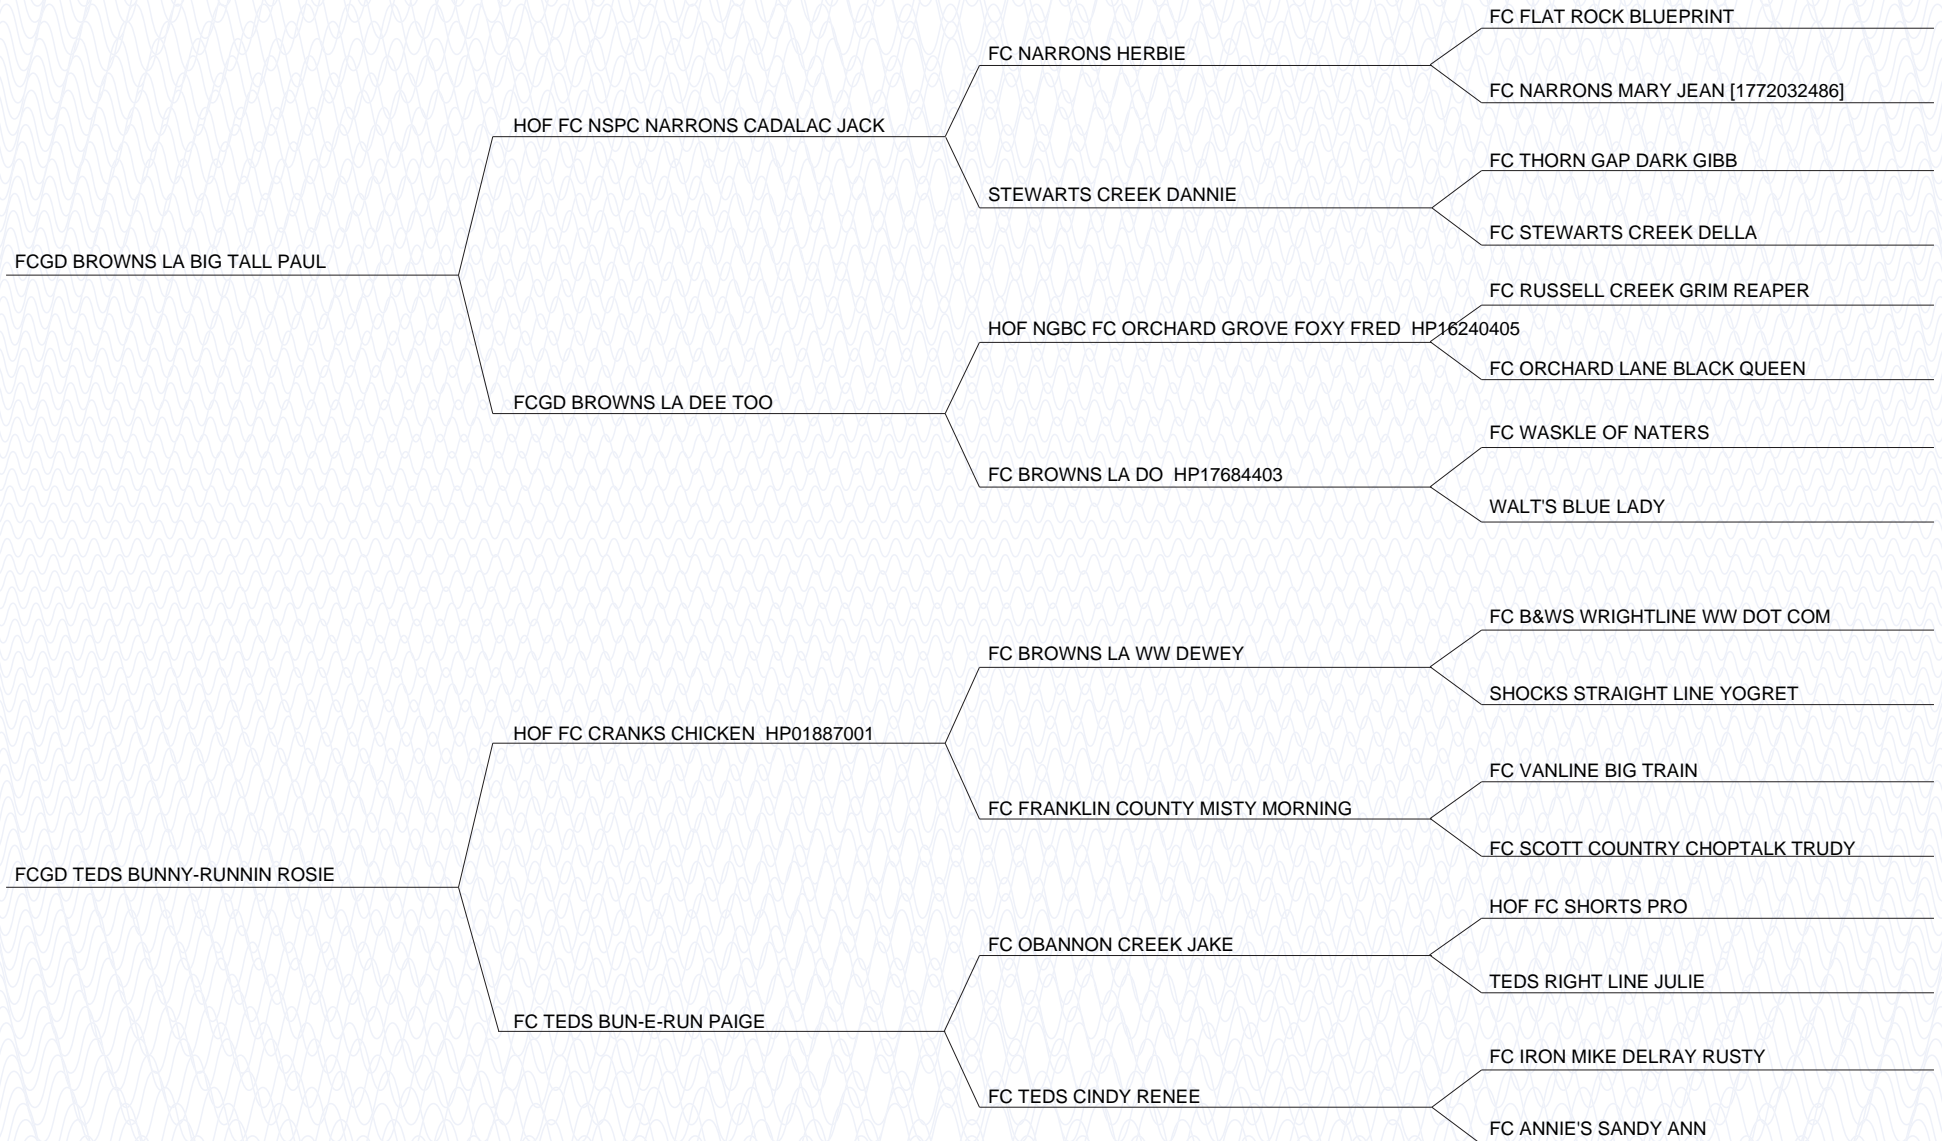 FC FLAT ROCK BLUEPRINT
FC NARRONS HERBIE
FC NARRONS MARY JEAN [1772032486]
HOF FC NSPC NARRONS CADALAC JACK
FC THORN GAP DARK GIBB
STEWARTS CREEK DANNIE
FC STEWARTS CREEK DELLA
FCGD BROWNS LA BIG TALL PAUL
FC RUSSELL CREEK GRIM REAPER
HOF NGBC FC ORCHARD GROVE FOXY FRED  HP16240405
FC ORCHARD LANE BLACK QUEEN
FCGD BROWNS LA DEE TOO
FC WASKLE OF NATERS
FC BROWNS LA DO  HP17684403
WALT'S BLUE LADY
FC B&WS WRIGHTLINE WW DOT COM
FC BROWNS LA WW DEWEY
SHOCKS STRAIGHT LINE YOGRET
HOF FC CRANKS CHICKEN  HP01887001
FC VANLINE BIG TRAIN
FC FRANKLIN COUNTY MISTY MORNING
FC SCOTT COUNTRY CHOPTALK TRUDY
FCGD TEDS BUNNY-RUNNIN ROSIE
HOF FC SHORTS PRO
FC OBANNON CREEK JAKE
TEDS RIGHT LINE JULIE
FC TEDS BUN-E-RUN PAIGE
FC IRON MIKE DELRAY RUSTY
FC TEDS CINDY RENEE
FC ANNIE'S SANDY ANN